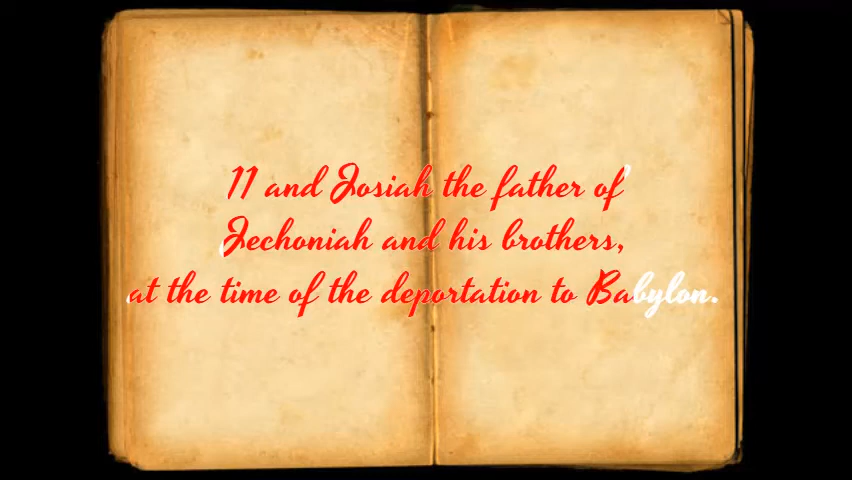 11 and Josiah the father of
Jechoniah and his brothers,
at the time of the deportation to Babylon.